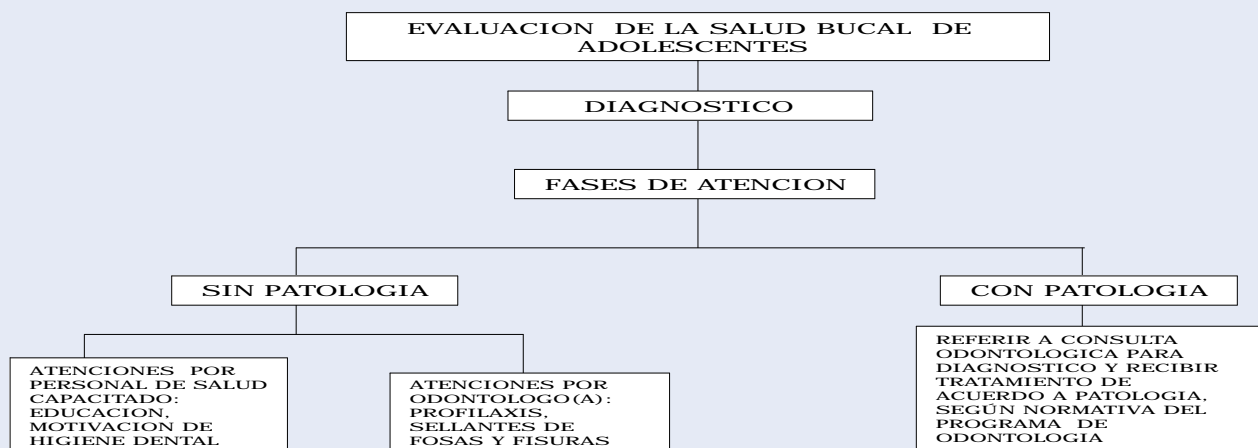 EVALUACION DE LA SALUD BUCAL DE
ADOLESCENTES
DIAGNOSTICO
FASES DE ATENCION
SIN PATOLOGIA
CON PATOLOGIA
ATENCIONES POR
PERSONAL DE SALUD
CAPACITADO:
EDUCACION,
MOTIVACION DE
HIGIENE DENTAL
ATENCIONES POR
ODONTOLOGO(A):
PROFILAXIS,
SELLANTES DE
FOSAS Y FISURAS
REFERIR A CONSULTA
ODONTOLOGICA PARA
DIAGNOSTICO Y RECIBIR
TRATAMIENTO DE
ACUERDO A PATOLOGIA,
SEGÚN NORMATIVA DEL
PROGRAMA DE
ODONTOLOGIA